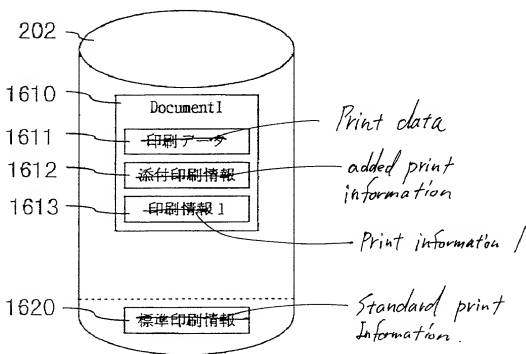 202
1610
Document1
1611
印刷データ
Print data
1612
添付印刷情報
added print
information
1613
印刷情報1
Print information 1
1620
標準印刷情報
Standard print
Information.